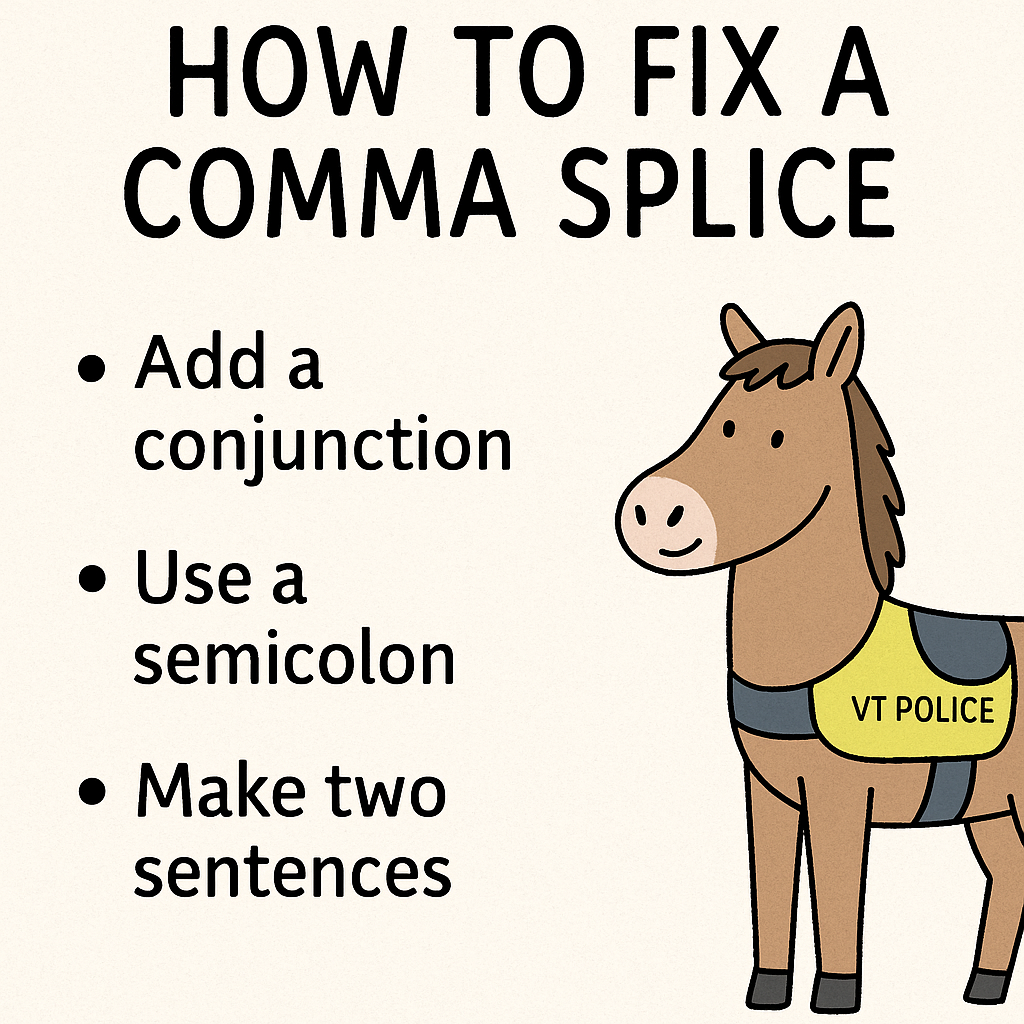 HOW TO FIX A
COMMA SPLICE
• Add a
conjunction
• Use a
semicolon
• Make two
sentences
VT POLICE